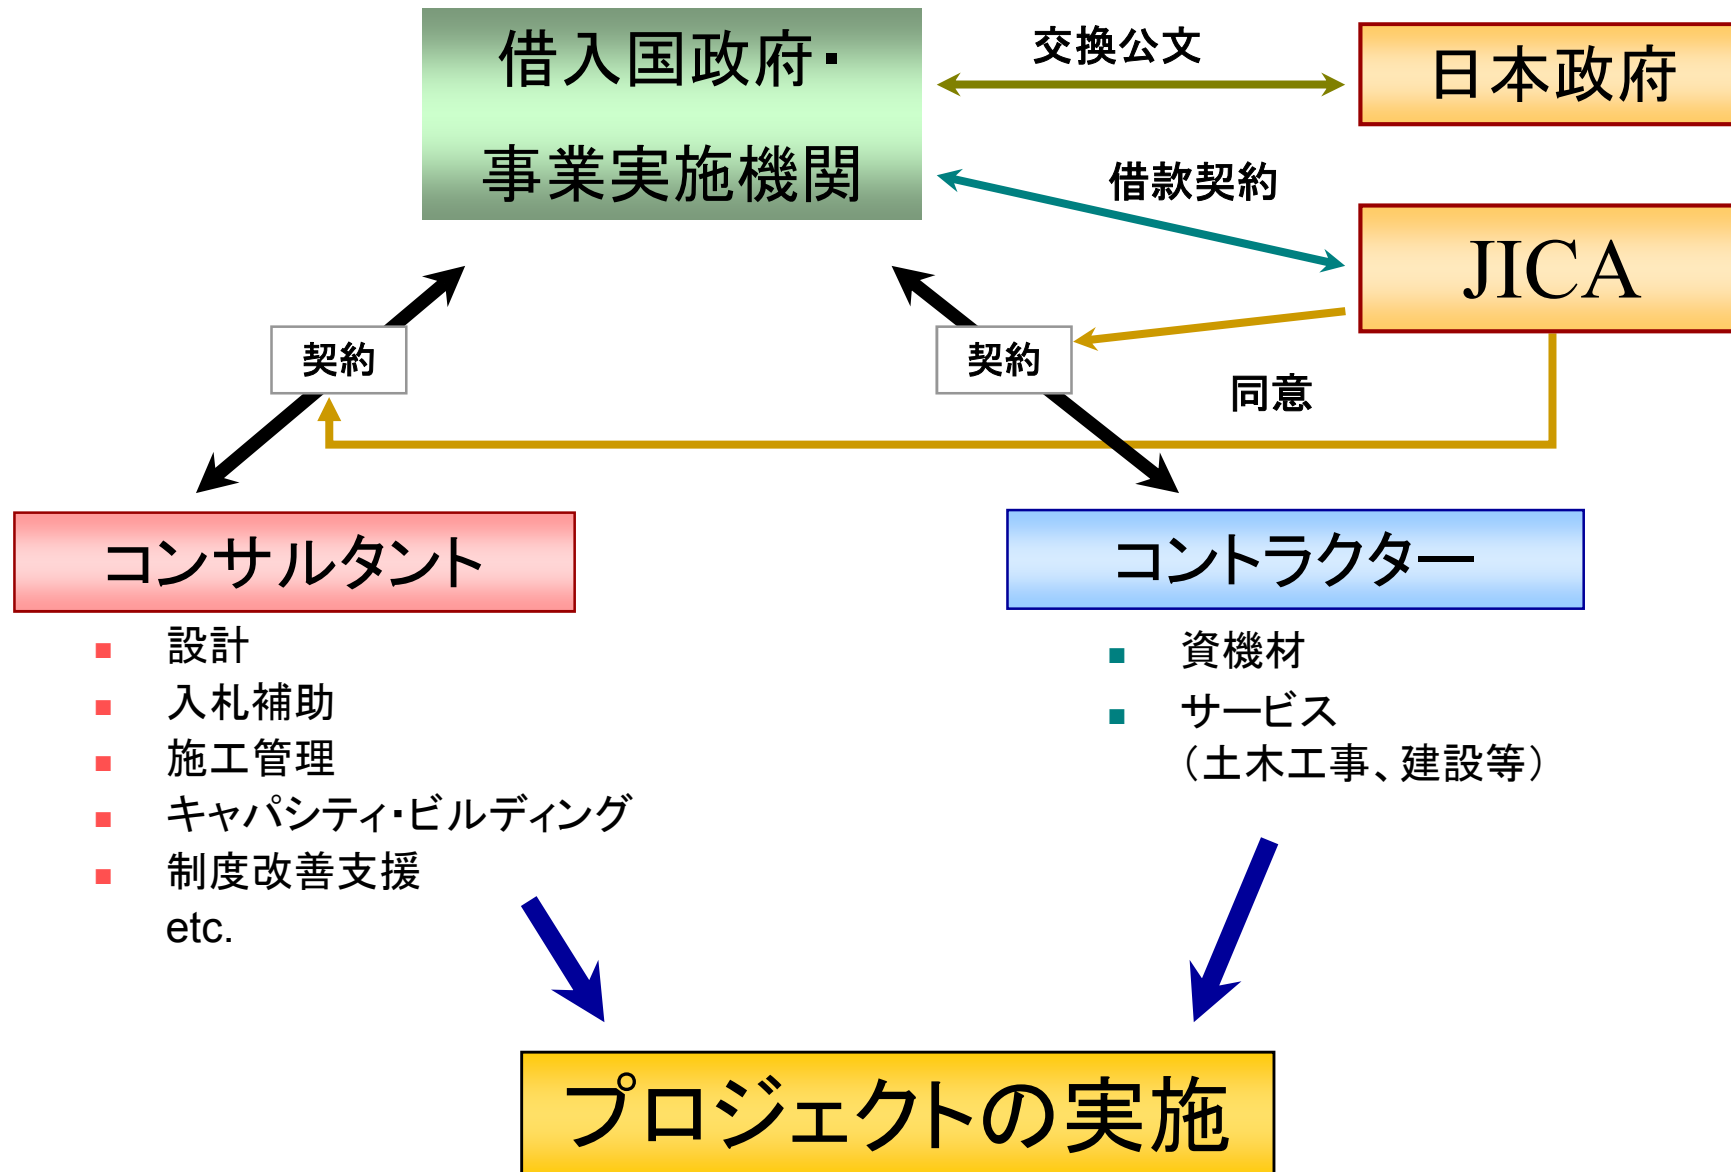 借入国政府・
事業実施機関
交換公文
日本政府
借款契約
JICA
契約
契約
同意
コンサルタント
設計
入札補助
施工管理
キャパシティ・ビルディング
制度改善支援
etc.
コントラクター
資機材
サービス
（土木工事、建設等）
プロジェクトの実施